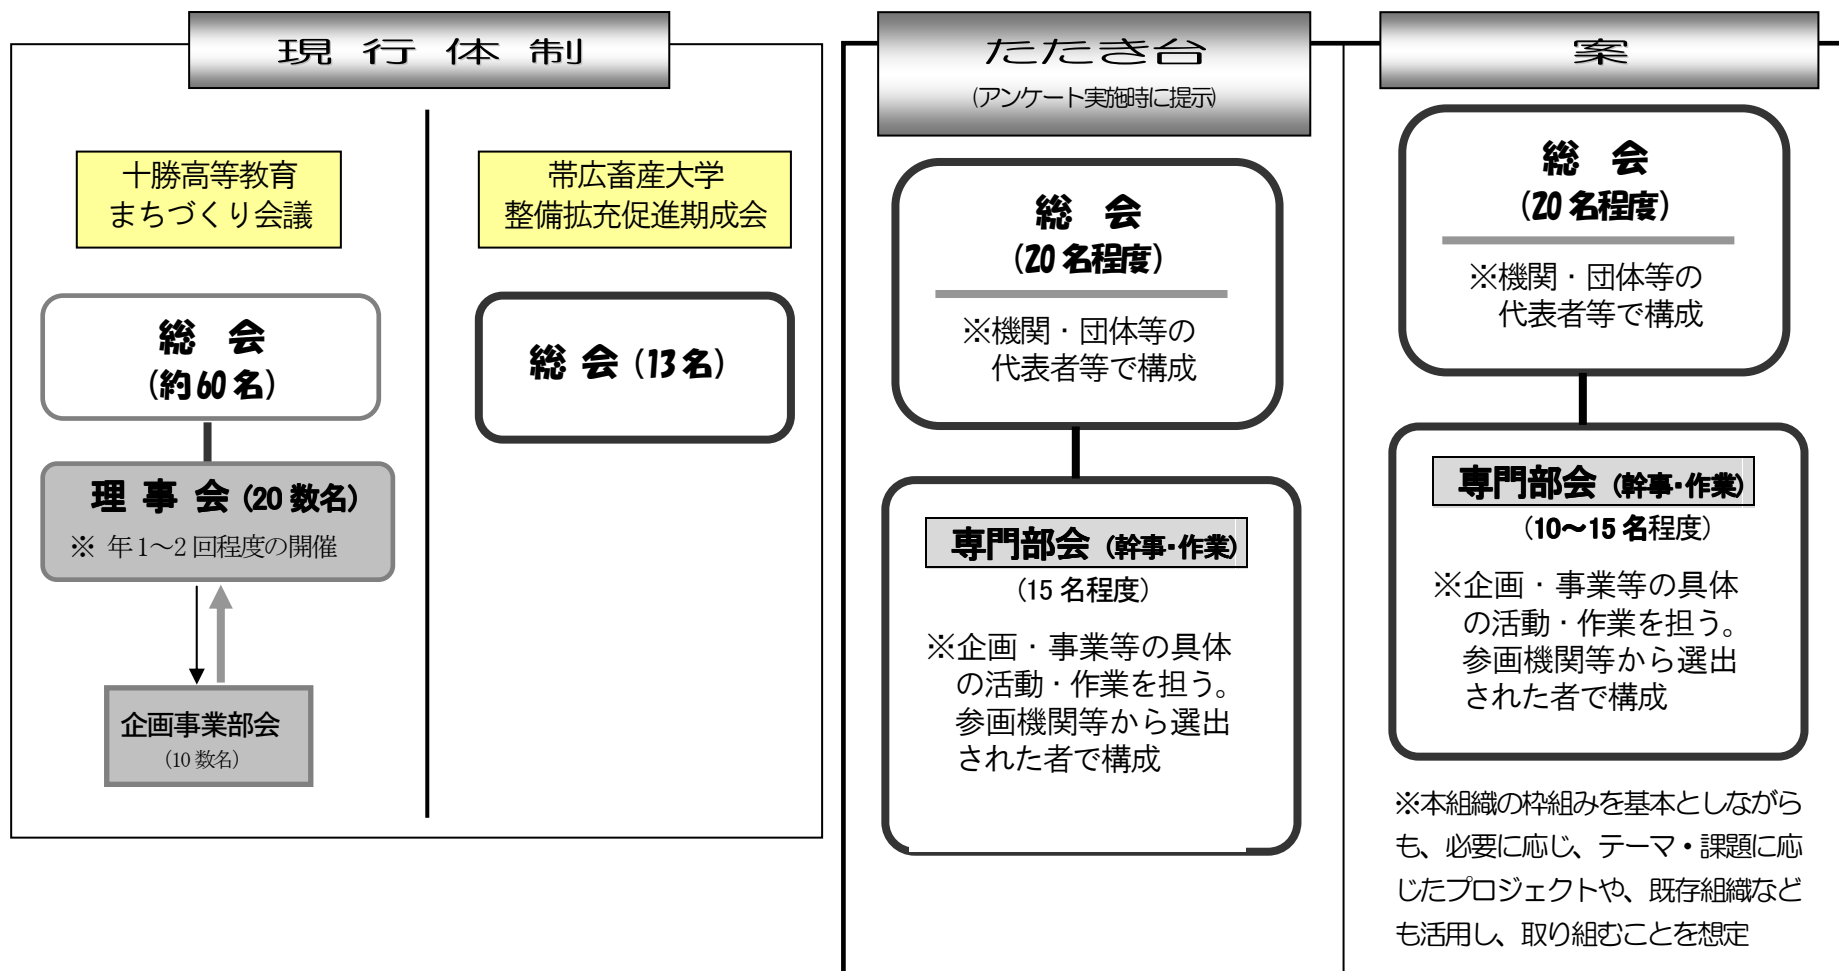 現 行 体 制
十勝高等教育
まちづくり会議
総 会
(約60名)
理 事 会 (20数名)
※ 年1～2回程度の開催
企画事業部会
(10数名)
帯広畜産大学
整備拡充促進期成会
総 会 (13名)
たたき台
(アンケート実施時に提示)
総 会
(20名程度)
※機関・団体等の
代表者等で構成
専門部会 (幹事・作業)
(15名程度)
※企画・事業等の具体
の活動・作業を担う。
参画機関等から選出
された者で構成
案
総 会
(20名程度)
※機関・団体等の
代表者等で構成
専門部会 (幹事・作業)
(10～15名程度)
※企画・事業等の具体
の活動・作業を担う。
参画機関等から選出
された者で構成
※本組織の枠組みを基本としながら
も、必要に応じ、テーマ・課題に応
じたプロジェクトや、既存組織など
も活用し、取り組むことを想定